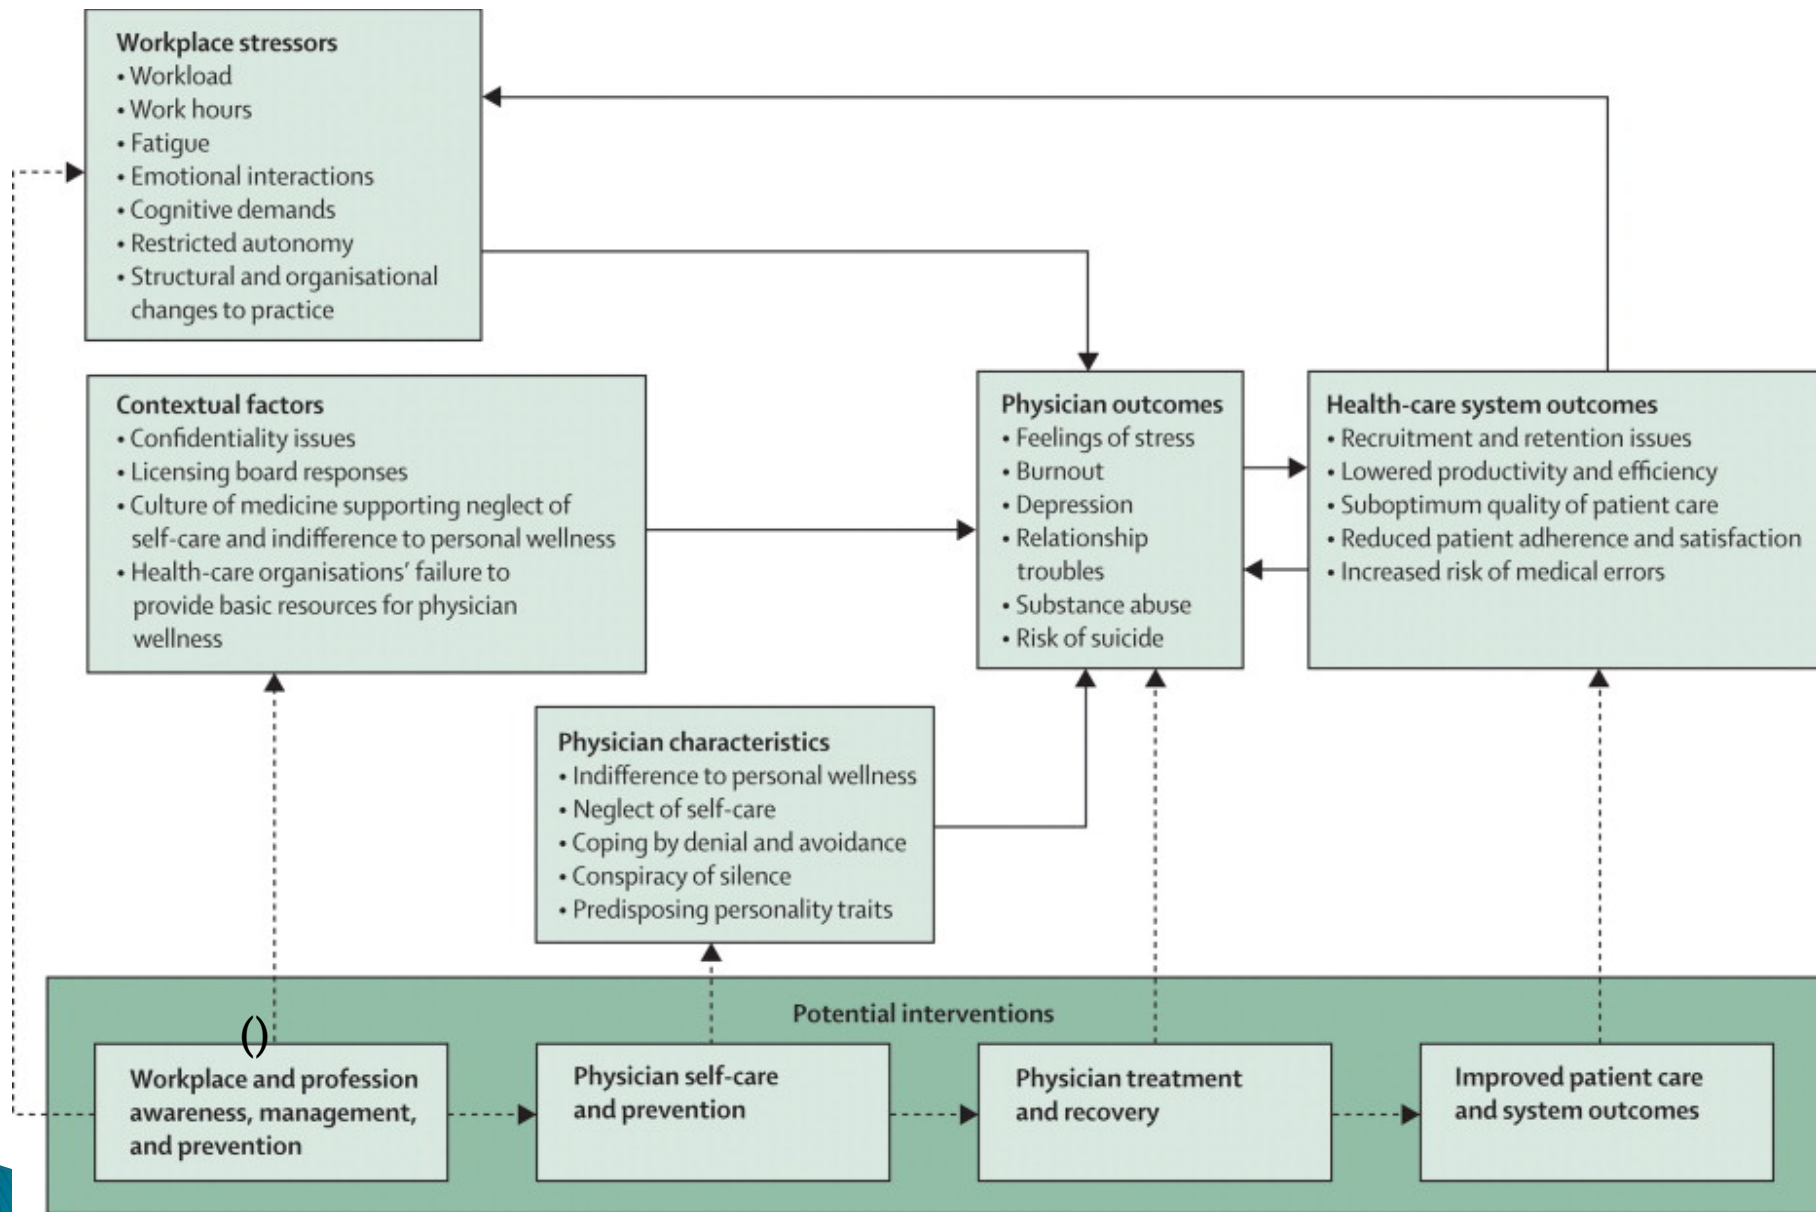 Workplace stressors
• Workload
• Work hours
• Fatigue
• Emotional interactions
• Cognitive demands
• Restricted autonomy
• Structural and organisational
changes to practice
Contextual factors
• Confidentiality issues
• Licensing board responses
• Culture of medicine supporting neglect of
self-care and indifference to personal wellness
• Health-care organisations' failure to
provide basic resources for physician
wellness
Physician outcomes
• Feelings of stress
• Burnout
• Depression
• Relationship
troubles
• Substance abuse
• Risk of suicide
Health-care system outcomes
• Recruitment and retention issues
• Lowered productivity and efficiency
• Suboptimum quality of patient care
• Reduced patient adherence and satisfaction
• Increased risk of medical errors
Physician characteristics
• Indifference to personal wellness
• Neglect of self-care
• Coping by denial and avoidance
• Conspiracy of silence
• Predisposing personality traits
Potential interventions
()
Workplace and profession
awareness, management,
and prevention
Physician self-care
and prevention
Physician treatment
and recovery
Improved patient care
and system outcomes